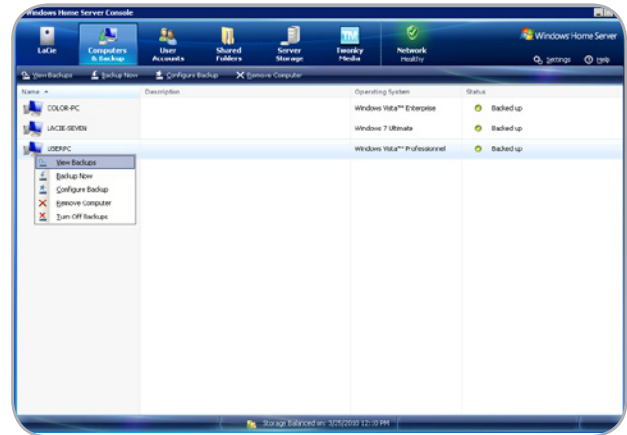 Windows Home Server Console
LaCie
Computers & Backup
User Accounts
Shared Folders
Server Storage
Twonky Media
Network
Healthy
Windows Home Server
Settings
Help
View Backups
Backup Now
Configure Backup
Remove Computer
Name
Description
Operating System
Status
COLOR-PC
Windows Vista™ Enterprise
Backed up
LACIE-SEVEN
Windows 7 Ultimate
Backed up
USERPC
Windows Vista™ Professionnel
Backed up
View Backups
Backup Now
Configure Backup
Remove Computer
Turn Off Backups
Storage Balanced on: 3/25/2010 12:10 PM